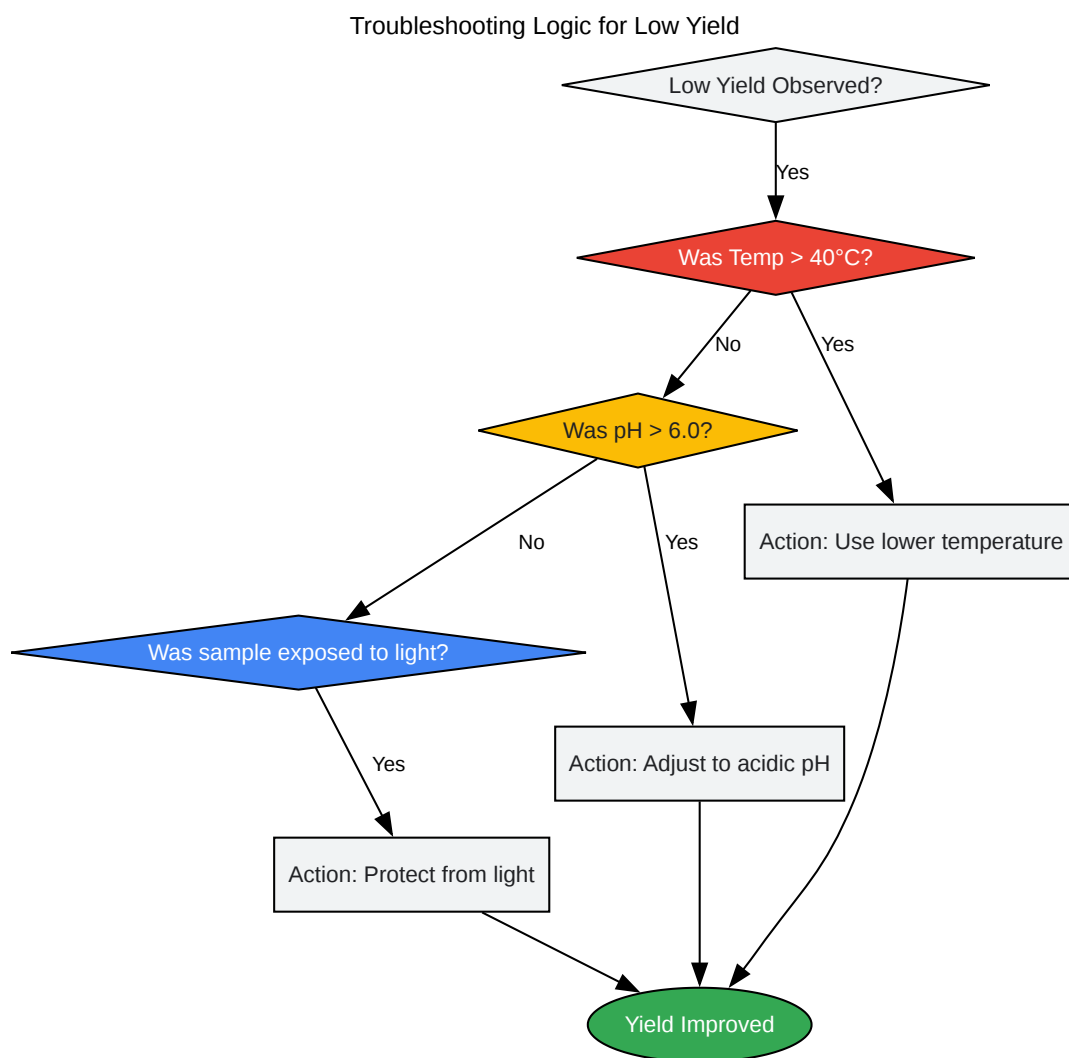 Troubleshooting Logic for Low Yield
Low Yield Observed?
Yes
Was Temp > 40°C?
No
Yes
Was pH > 6.0?
No
Yes
Action: Use lower temperature
Was sample exposed to light?
Yes
Action: Adjust to acidic pH
Action: Protect from light
Yield Improved